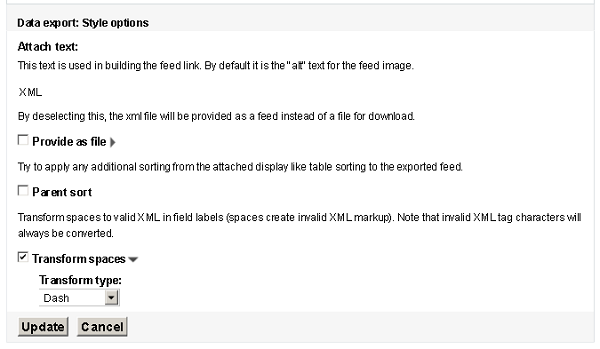 Data export: Style options
Attach text:
This text is used in building the feed link. By default it is the "alt" text for the feed image.
XML
By deselecting this, the xml file will be provided as a feed instead of a file for download.
Provide as file
Try to apply any additional sorting from the attached display like table sorting to the exported feed.
Parent sort
Transform spaces to valid XML in field labels (spaces create invalid XML markup). Note that invalid XML tag characters will
always be converted.
Transform spaces
Transform type:
Dash
Update Cancel